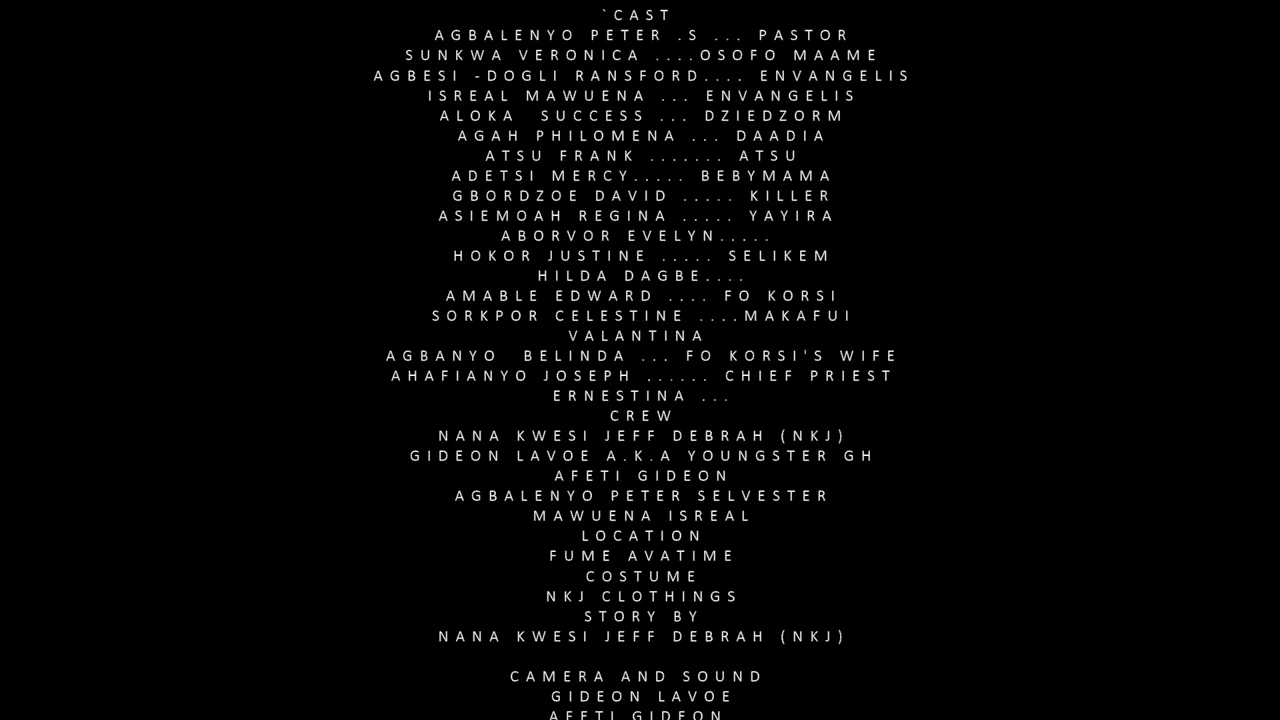 `CAST
AGBALENYO PETER .S ... PASTOR
SUNKWA VERONICA ....OSOFO MAAME
AGBESI -DOGLI RANSFORD.... ENVANGELIS
ISREAL MAWUENA ... ENVANGELIS
ALOKA  SUCCESS ... DZIEDZORM
AGAH PHILOMENA ... DAADIA
ATSU FRANK ....... ATSU
ADETSI MERCY..... BEBYMAMA
GBORDZOE DAVID ..... KILLER
ASIEMOAH REGINA ..... YAYIRA
ABORVOR EVELYN.....
HOKOR JUSTINE ..... SELIKEM
HILDA DAGBE....
AMABLE EDWARD .... FO KORSI
SORKPOR CELESTINE ....MAKAFUI
VALANTINA
AGBANYO  BELINDA ... FO KORSI'S WIFE
AHAFIANYO JOSEPH ...... CHIEF PRIEST
ERNESTINA ...
CREW
NANA KWESI JEFF DEBRAH (NKJ)
GIDEON LAVOE A.K.A YOUNGSTER GH
AFETI GIDEON
AGBALENYO PETER SELVESTER
MAWUENA ISREAL
LOCATION
FUME AVATIME
COSTUME
NKJ CLOTHINGS
STORY BY
NANA KWESI JEFF DEBRAH (NKJ)
CAMERA AND SOUND
GIDEON LAVOE
AFETI GIDEON